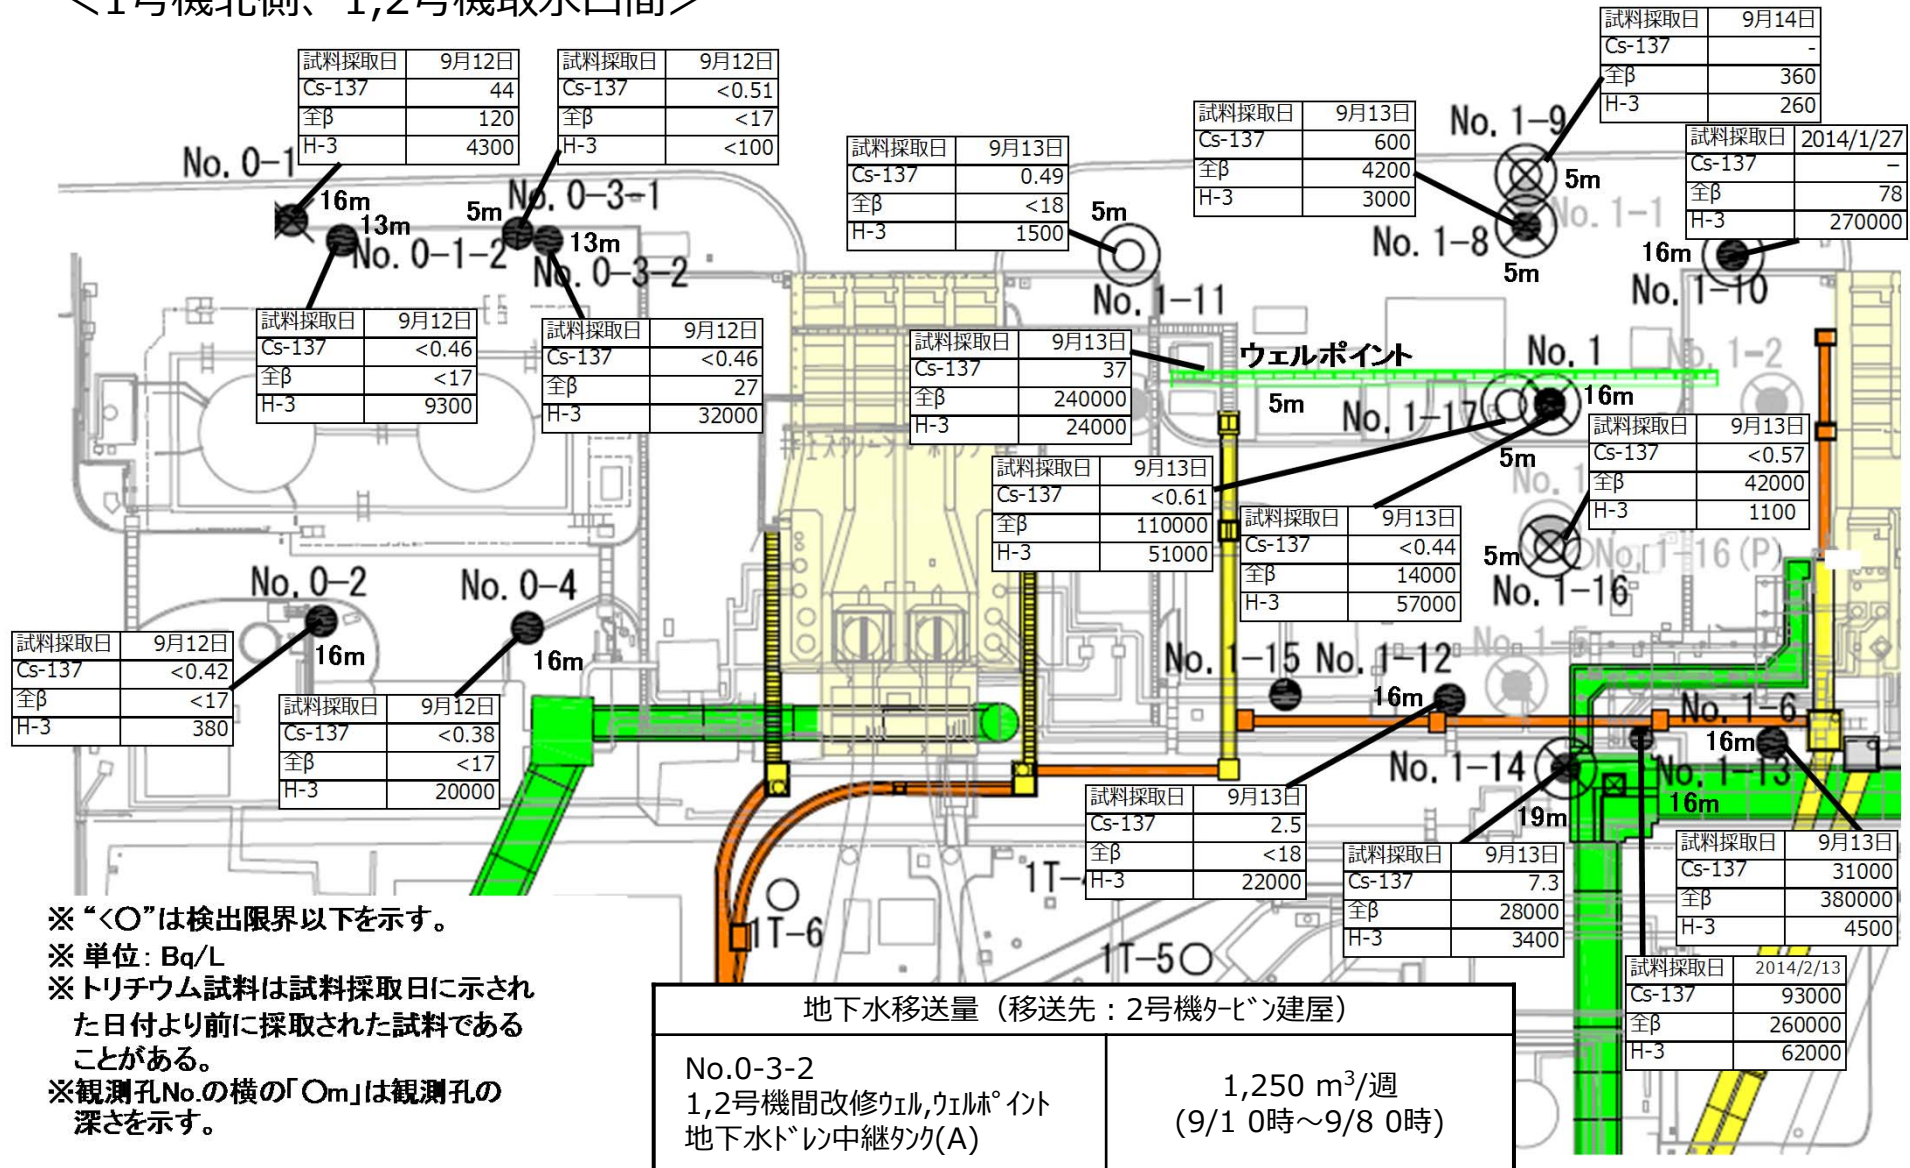 ＜1号機北側、1,2号機取水口間＞
試料採取日 9月14日
Cs-137 -
全β 360
H-3 260
試料採取日 9月12日
Cs-137 44
全β 120
H-3 4300
試料採取日 9月12日
Cs-137 <0.51
全β <17
H-3 <100
試料採取日 9月13日
Cs-137 600
全β 4200
H-3 3000
No. 1-9
試料採取日 2014/1/27
Cs-137 –
全β 78
H-3 270000
試料採取日 9月13日
Cs-137 0.49
全β <18
H-3 1500
No. 0-1
16m
13m
No. 0-1-2
5m
No. 0-3-1
13m
No. 0-3-2
5m
No. 1-11
5m
No. 1-1
No. 1-8
5m
16m
No. 1-10
試料採取日 9月12日
Cs-137 <0.46
全β <17
H-3 9300
試料採取日 9月12日
Cs-137 <0.46
全β 27
H-3 32000
試料採取日 9月13日
Cs-137 37
全β 240000
H-3 24000
ウェルポイント
5m
No. 1
16m
No. 1-2
No. 1-17
5m
試料採取日 9月13日
Cs-137 <0.57
全β 42000
H-3 1100
試料採取日 9月13日
Cs-137 <0.61
全β 110000
H-3 51000
試料採取日 9月13日
Cs-137 <0.44
全β 14000
H-3 57000
5m
No. 1-16(P)
No. 1-16
No. 0-2
16m
No. 0-4
16m
試料採取日 9月12日
Cs-137 <0.42
全β <17
H-3 380
試料採取日 9月12日
Cs-137 <0.38
全β <17
H-3 20000
No. 1-15
No. 1-12
16m
No. 1-5
No. 1-6
16m
No. 1-14
19m
No. 1-13
16m
試料採取日 9月13日
Cs-137 2.5
全β <18
H-3 22000
試料採取日 9月13日
Cs-137 7.3
全β 28000
H-3 3400
試料採取日 9月13日
Cs-137 31000
全β 380000
H-3 4500
試料採取日 2014/2/13
Cs-137 93000
全β 260000
H-3 62000
1T-6
1T-5
※“<〇”は検出限界以下を示す。
※ 単位: Bq/L
※トリチウム試料は試料採取日に示され
た日付より前に採取された試料である
ことがある。
※観測孔No.の横の「〇m」は観測孔の
深さを示す。
地下水移送量（移送先：2号機ﾀｰﾋﾞﾝ建屋）
No.0-3-2
1,2号機間改修ｳｪﾙ,ｳｪﾙﾎﾟｲﾝﾄ
地下水ﾄﾞﾚﾝ中継ﾀﾝｸ(A)
1,250 m³/週
(9/1 0時～9/8 0時)